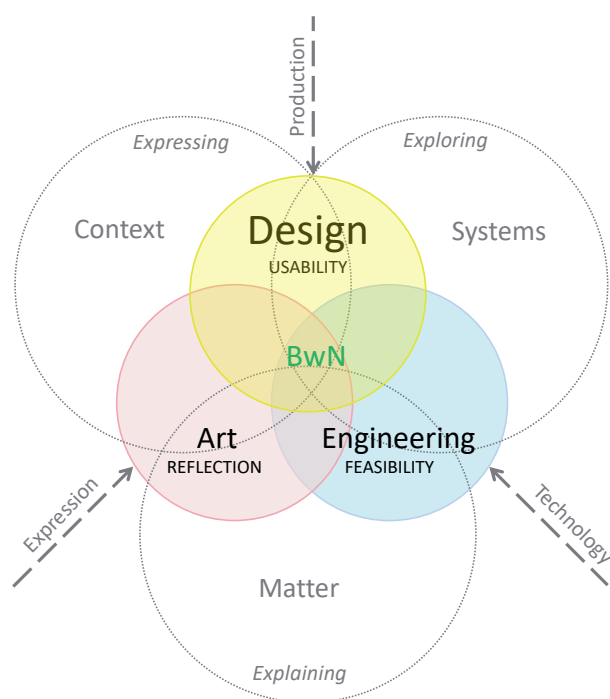 Production
Expressing
Exploring
Context
Design
Systems
USABILITY
BwN
Art
Engineering
REFLECTION
FEASIBILITY
Expression
Technology
Matter
Explaining